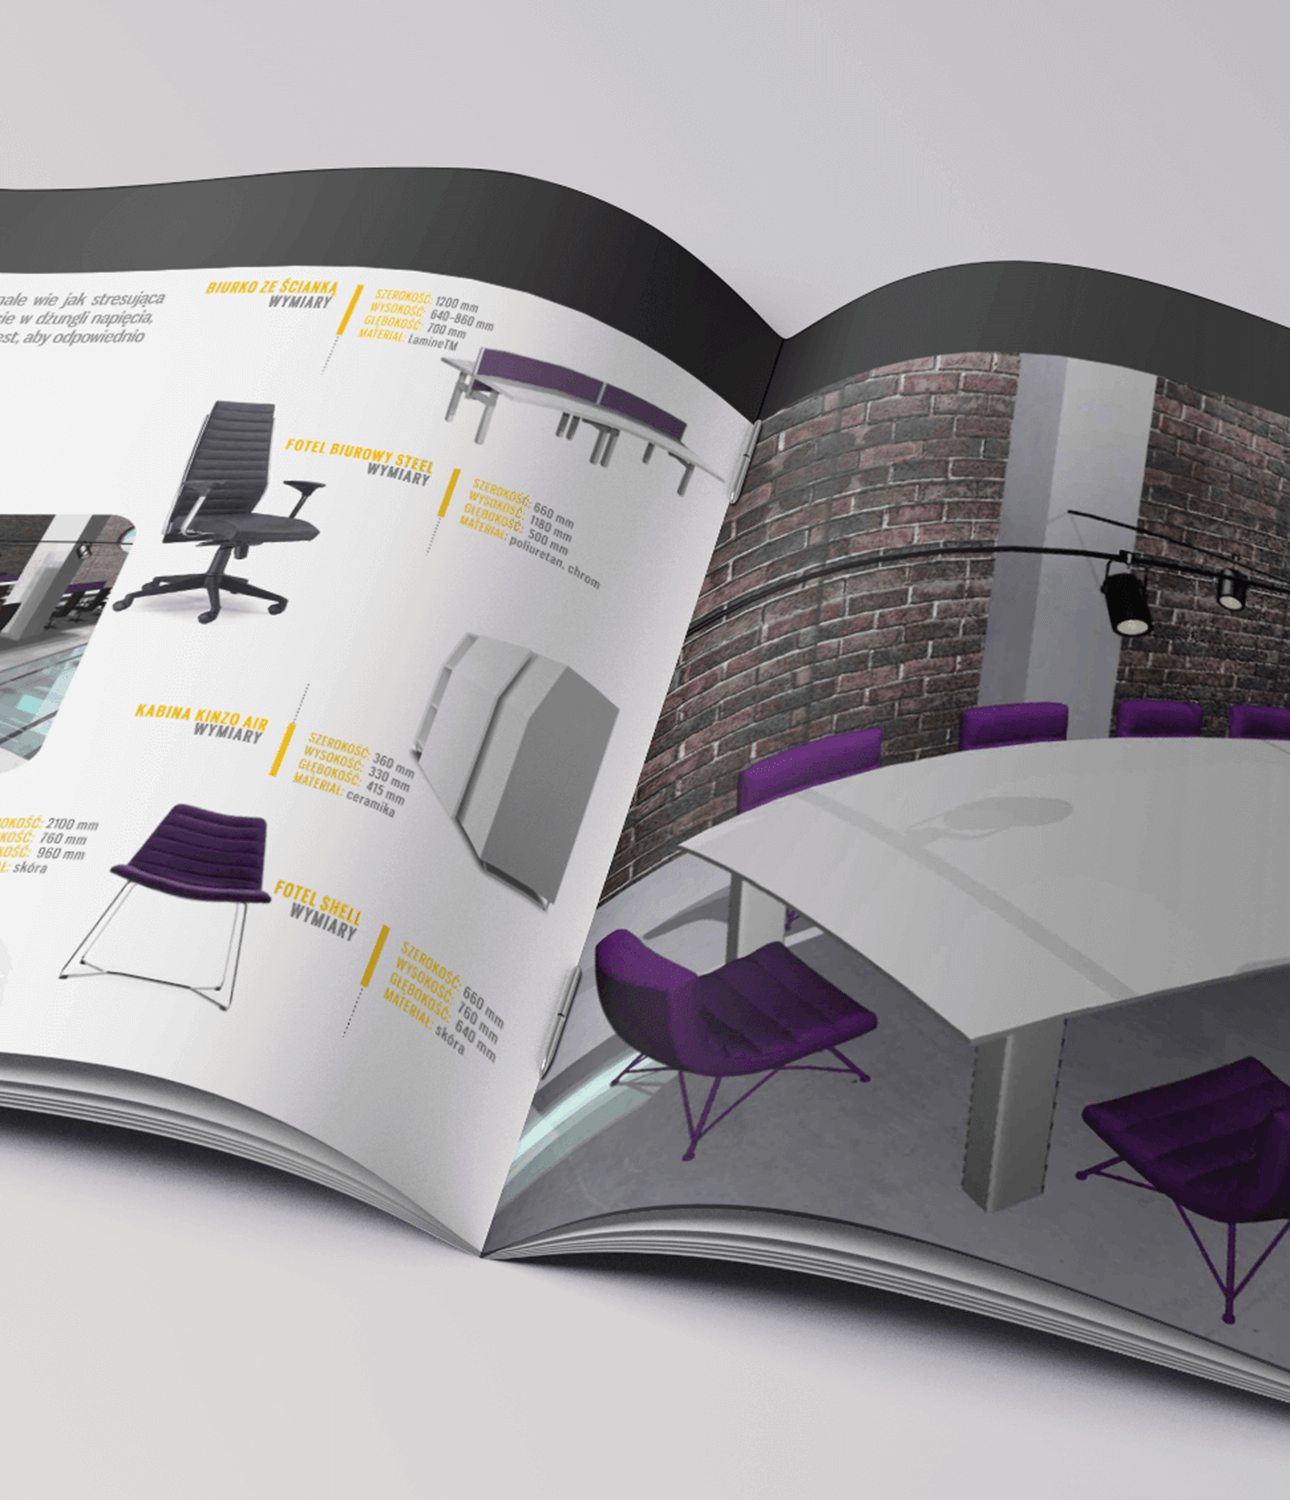 ale wie jak stresująca
ie w dżungli napięcia,
est, aby odpowiednio
BIURKO ZE ŚCIANKĄ
WYMIARY
SZEROKOŚĆ: 1200 mm
WYSOKOŚĆ: 640-860 mm
GŁĘBOKOŚĆ: 700 mm
MATERIAŁ: LamineTM
FOTEL BIUROWY STEEL
WYMIARY
SZEROKOŚĆ: 660 mm
WYSOKOŚĆ: 1180 mm
GŁĘBOKOŚĆ: 500 mm
MATERIAŁ: poliuretan, chrom
KABINA KINZO AIR
WYMIARY
SZEROKOŚĆ: 360 mm
WYSOKOŚĆ: 330 mm
GŁĘBOKOŚĆ: 415 mm
MATERIAŁ: ceramika
OKOŚĆ: 2100 mm
KOŚĆ: 760 mm
KOŚĆ: 960 mm
Ł: skóra
FOTEL SHELL
WYMIARY
SZEROKOŚĆ: 660 mm
WYSOKOŚĆ: 760 mm
GŁĘBOKOŚĆ: 640 mm
MATERIAŁ: skóra